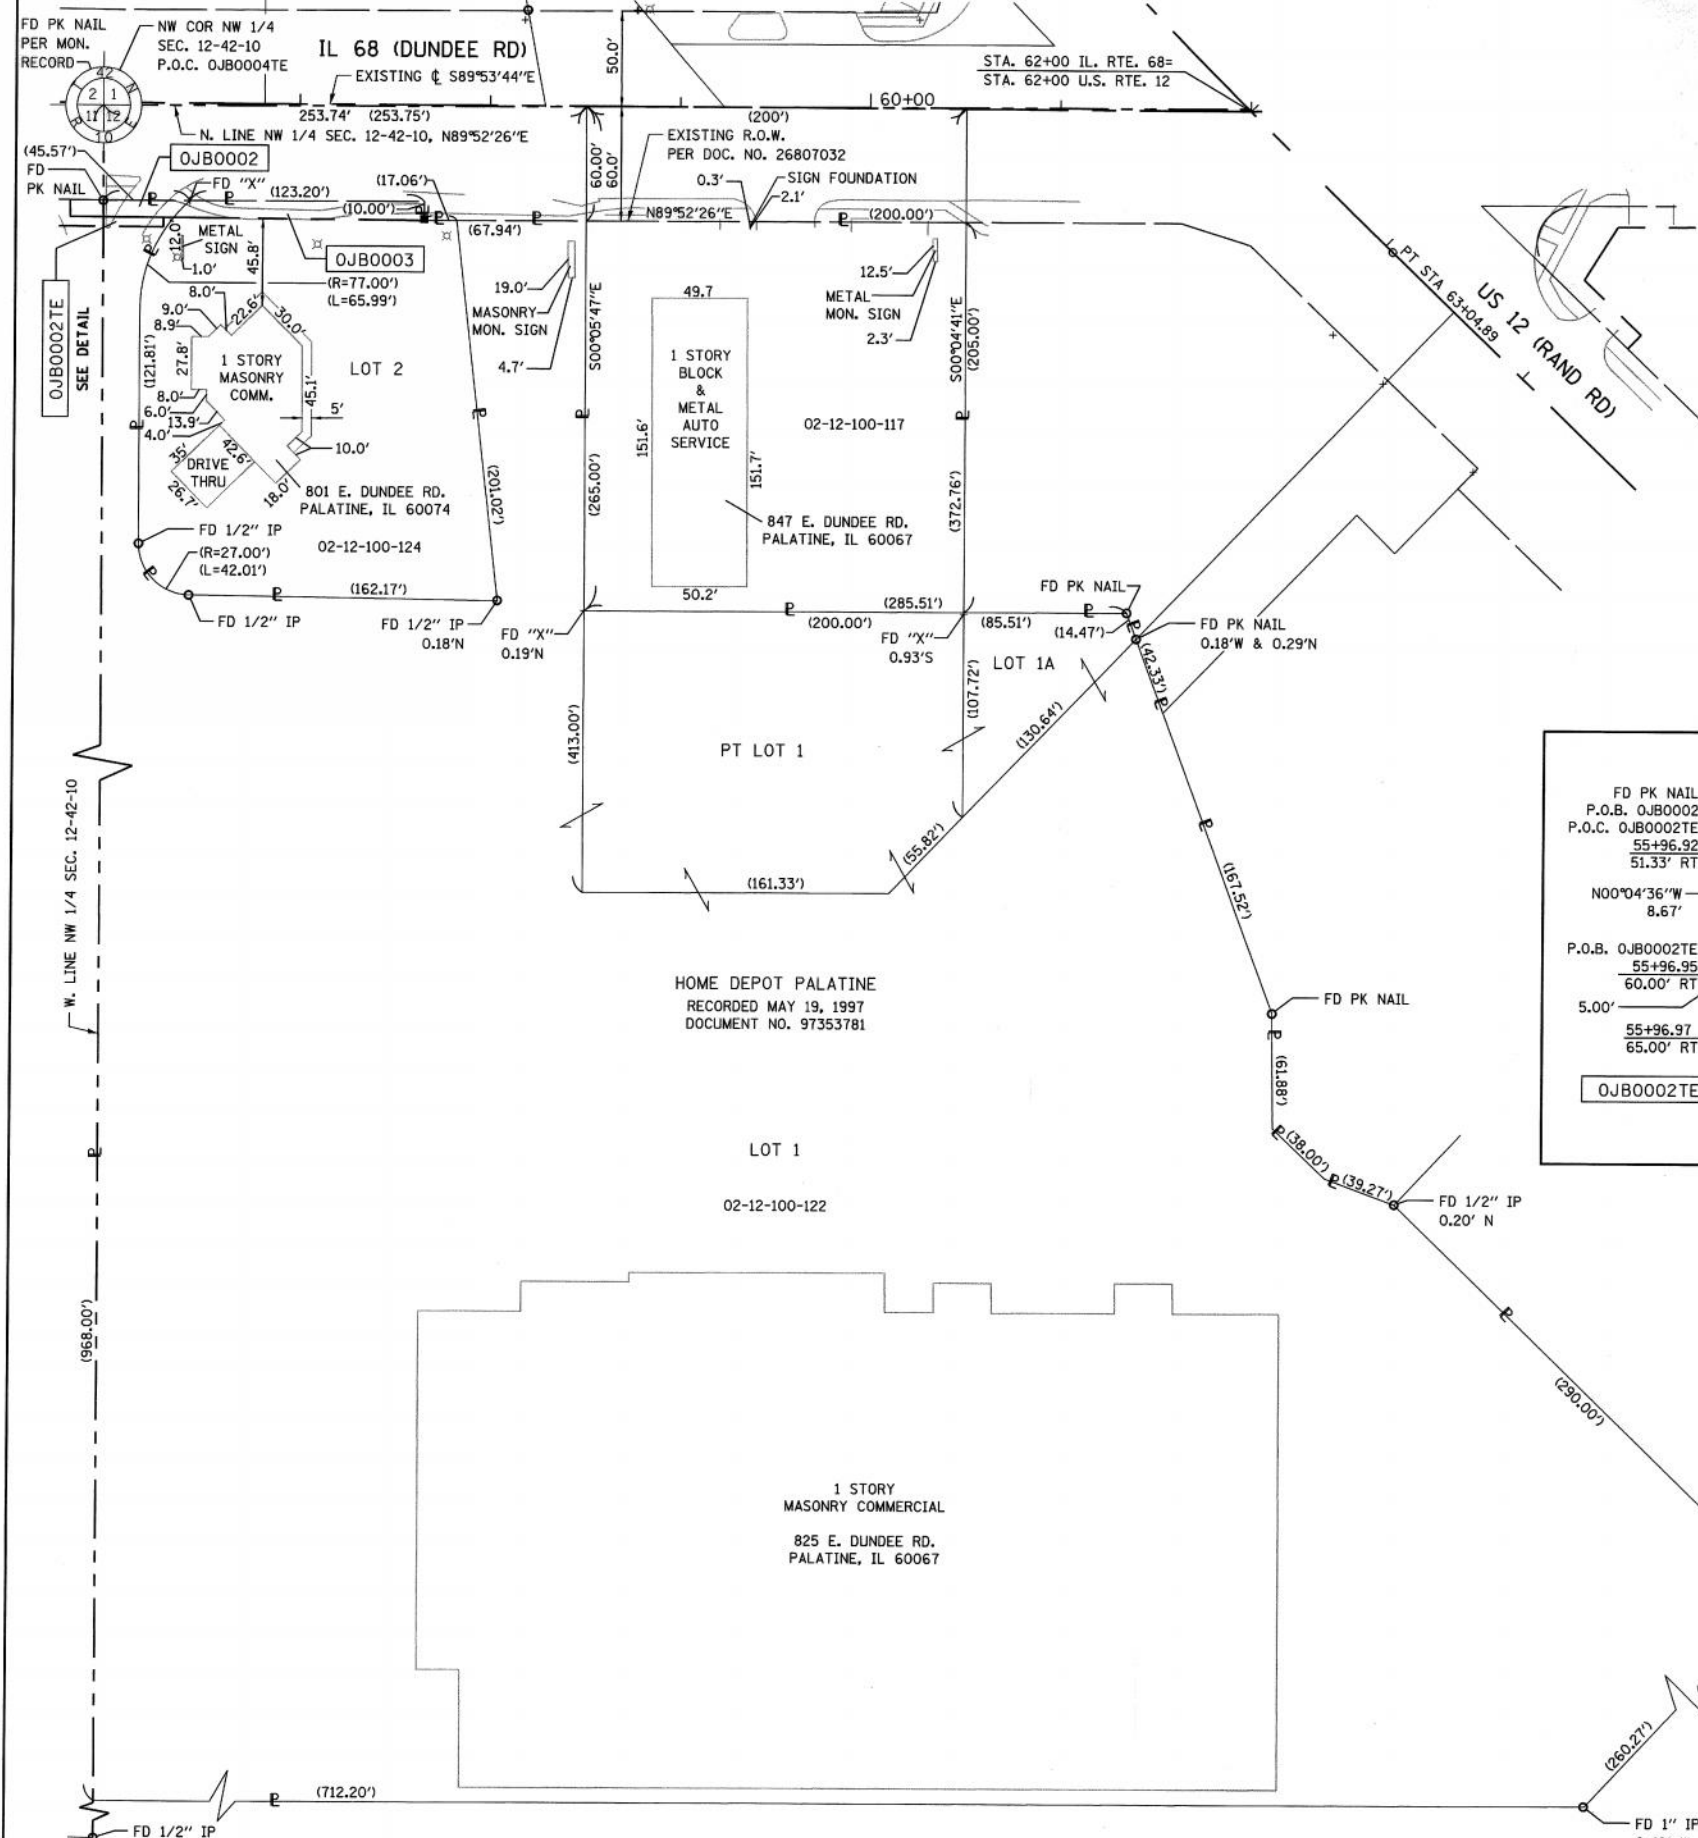 FD PK NAIL
PER MON.
RECORD
NW COR NW 1/4
SEC. 12-42-10
P.O.C. 0JB0004TE
IL 68 (DUNDEE RD)
EXISTING ℄ S89°53'44"E
50.0'
STA. 62+00 IL. RTE. 68=
STA. 62+00 U.S. RTE. 12
42
N
2 1
11 12
R
E
10
253.74' (253.75')
(200')
60+00
N. LINE NW 1/4 SEC. 12-42-10, N89°52'26"E
EXISTING R.O.W.
PER DOC. NO. 26807032
60.00'
60.0'
(45.57')
FD
PK NAIL
0JB0002
FD "X"
(123.20')
(17.06')
(10.00')
0.3'
SIGN FOUNDATION
2.1'
N89°52'26"E
(200.00')
(67.94')
12.0'
METAL
SIGN
1.0'
45.8'
0JB0003
(R=77.00')
(L=65.99')
0JB0002TE
SEE DETAIL
8.0'
9.0'
8.9'
22.6'
30.0'
27.8'
(121.81')
1 STORY
MASONRY
COMM.
LOT 2
45.1'
5'
8.0'
6.0'
13.9'
4.0'
10.0'
35'
42.6'
DRIVE
THRU
26.7'
18.0'
801 E. DUNDEE RD.
PALATINE, IL 60074
(201.02')
FD 1/2" IP
(R=27.00')
(L=42.01')
02-12-100-124
(162.17')
FD 1/2" IP
FD 1/2" IP
0.18'N
19.0'
MASONRY
MON. SIGN
4.7'
S00°05'47"E
(265.00')
49.7
1 STORY
BLOCK
&
METAL
AUTO
SERVICE
151.6'
151.7'
50.2'
12.5'
METAL
MON. SIGN
2.3'
02-12-100-117
847 E. DUNDEE RD.
PALATINE, IL 60067
S00°04'41"E
(205.00')
(372.76')
PT STA 63+04.89
US 12 (RAND RD)
FD "X"
0.19'N
(285.51')
(200.00')
FD "X"
0.93'S
(85.51')
FD PK NAIL
(14.47')
FD PK NAIL
0.18'W & 0.29'N
(42.33')
LOT 1A
(107.72')
(130.64')
(413.00')
PT LOT 1
(55.82')
(161.33')
(167.52')
W. LINE NW 1/4 SEC. 12-42-10
HOME DEPOT PALATINE
RECORDED MAY 19, 1997
DOCUMENT NO. 97353781
FD PK NAIL
(61.88')
(38.00')
(39.27')
FD 1/2" IP
0.20' N
FD PK NAIL
P.O.B. 0JB0002
P.O.C. 0JB0002TE
55+96.92
51.33' RT
N00°04'36"W
8.67'
P.O.B. 0JB0002TE
55+96.95
60.00' RT
5.00'
55+96.97
65.00' RT
0JB0002TE
LOT 1
02-12-100-122
(968.00')
(290.00')
1 STORY
MASONRY COMMERCIAL
825 E. DUNDEE RD.
PALATINE, IL 60067
(712.20')
(260.27')
FD 1/2" IP
FD 1" IP